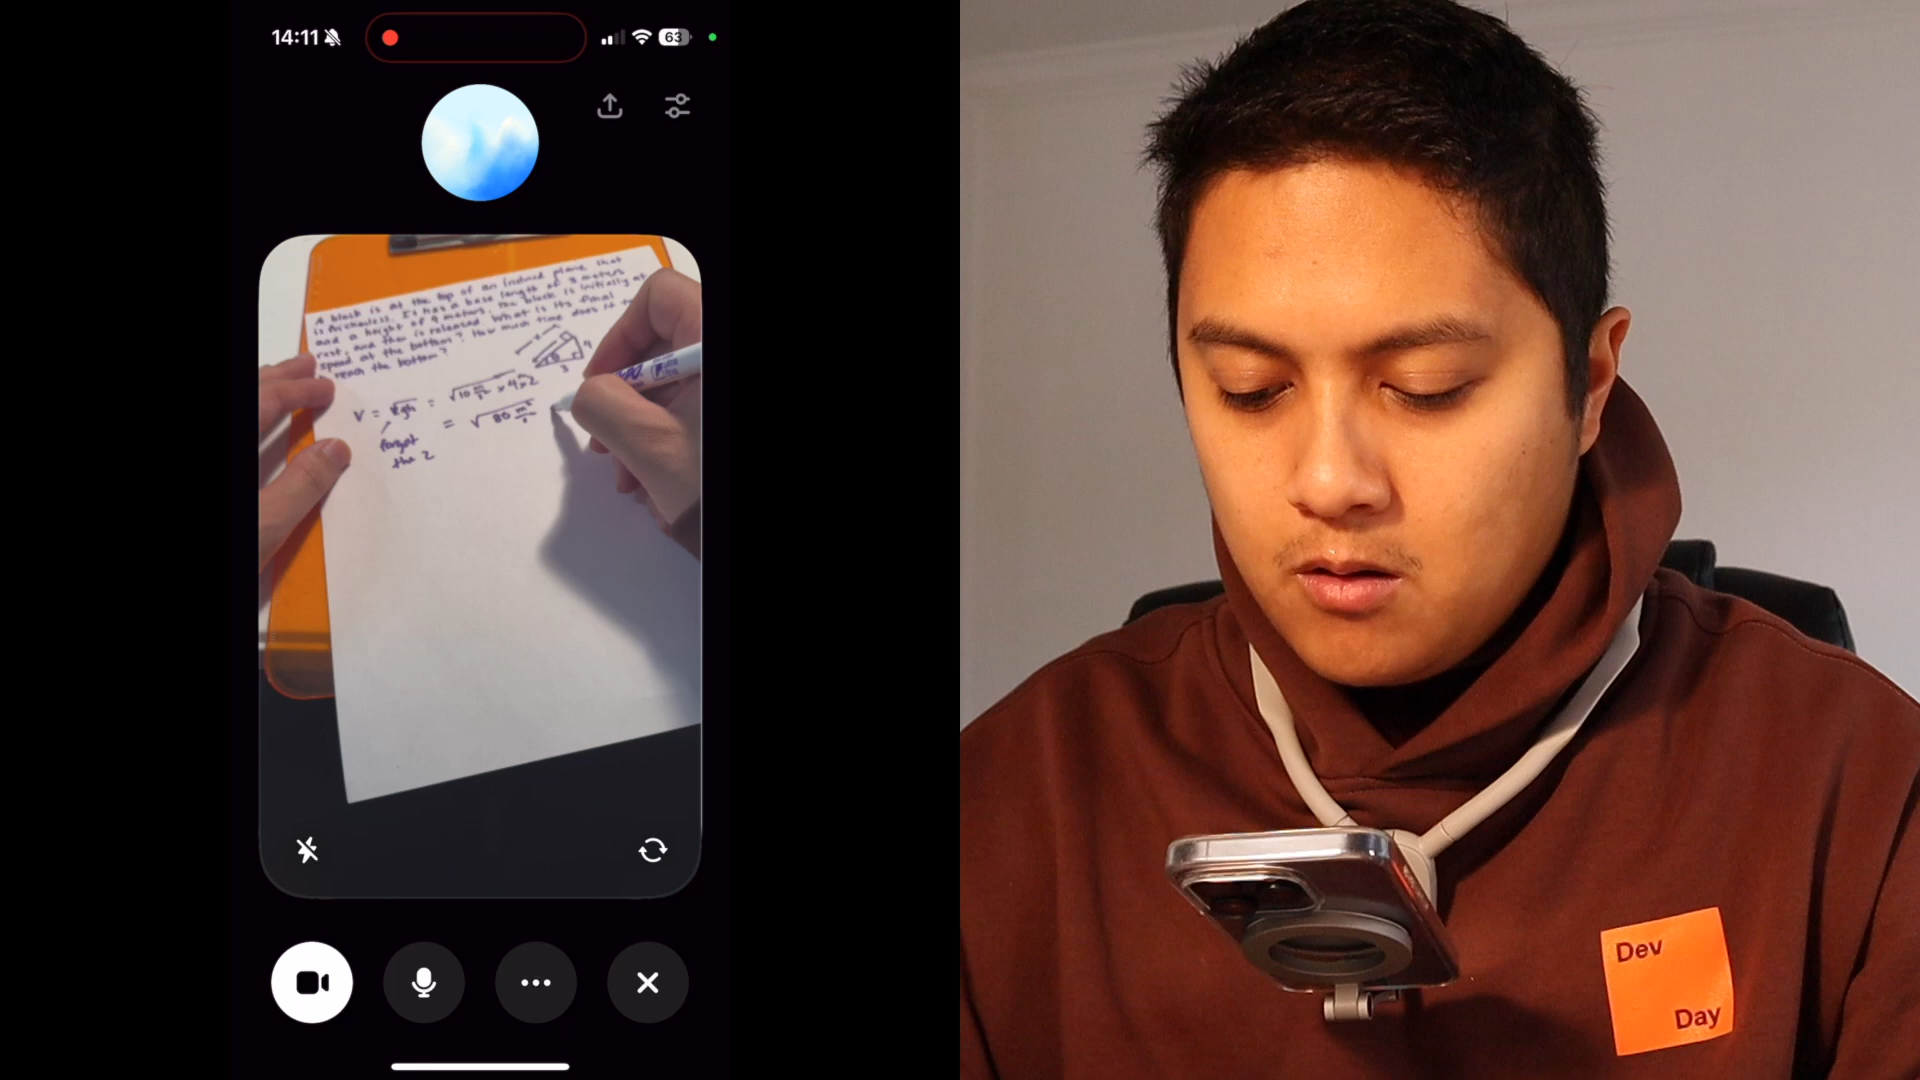 14:11
63
A block is at the top of an inclined plane that
is frictionless. It has a base length of 3 meters
and a height of 4 meters. The block is initially at
rest, and then is released. What is its final
speed at the bottom? How much time does it
reach the bottom?
4
3
V = √gh = √10 m/s² × 4 × 2
= √80 m²/s
forgot
the 2
Dev
Day